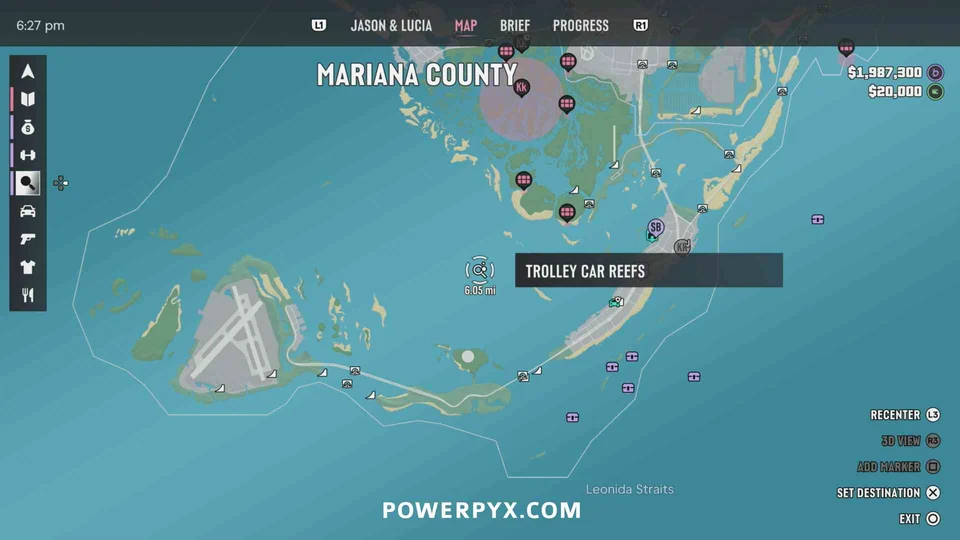 6:27 pm
L1 JASON & LUCIA MAP BRIEF PROGRESS R1
MARIANA COUNTY
$1,987,300
$20,000
Kk
SB
KR
TROLLEY CAR REEFS
6.05 mi
RECENTER L3
3D VIEW R3
ADD MARKER
SET DESTINATION
EXIT
Leonida Straits
POWERPYX.COM